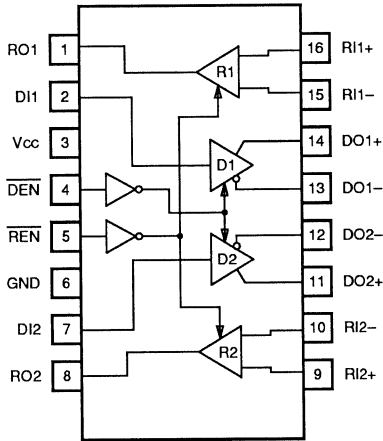 RO1 1 R1 16 RI1+
DI1 2 15 RI1–
Vcc 3 D1 14 DO1+
DEN 4 13 DO1–
REN 5 12 DO2–
GND 6 D2 11 DO2+
DI2 7 10 RI2–
RO2 8 R2 9 RI2+